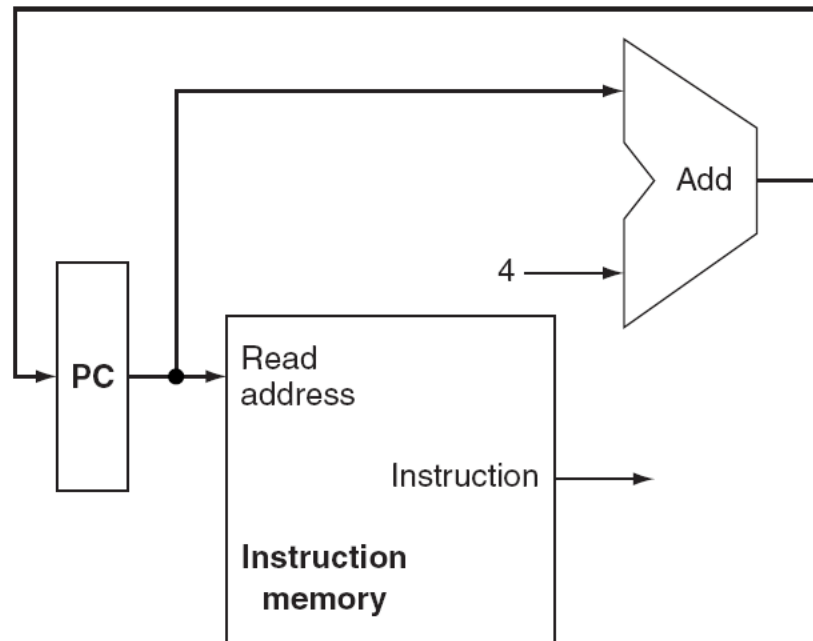 Add
4
PC
Read
address
Instruction
Instruction
memory